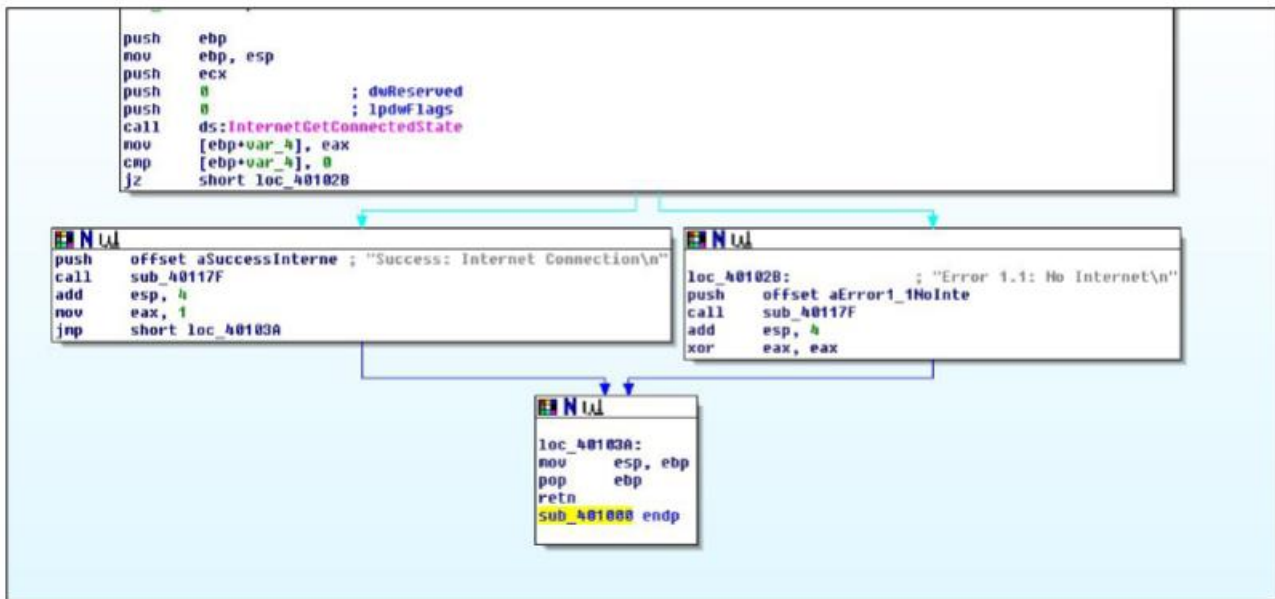 push ebp
mov ebp, esp
push ecx
push 0 ; dwReserved
push 0 ; lpdwFlags
call ds:InternetGetConnectedState
mov [ebp+var_4], eax
cmp [ebp+var_4], 0
jz short loc_40102B
push offset aSuccessInterne ; "Success: Internet Connection\n"
call sub_40117F
add esp, 4
mov eax, 1
jmp short loc_40103A
loc_40102B: ; "Error 1.1: No Internet\n"
push offset aError1_1NoInte
call sub_40117F
add esp, 4
xor eax, eax
loc_40103A:
mov esp, ebp
pop ebp
retn
sub_401000 endp